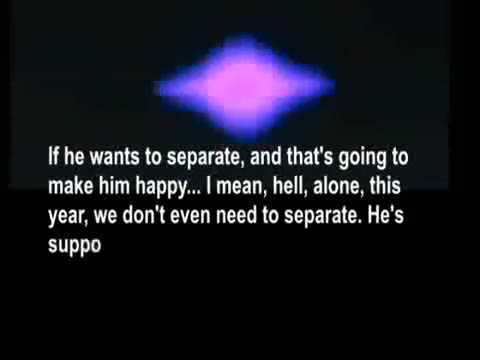 If he wants to separate, and that's going to
make him happy... I mean, hell, alone, this
year, we don't even need to separate. He's
suppo